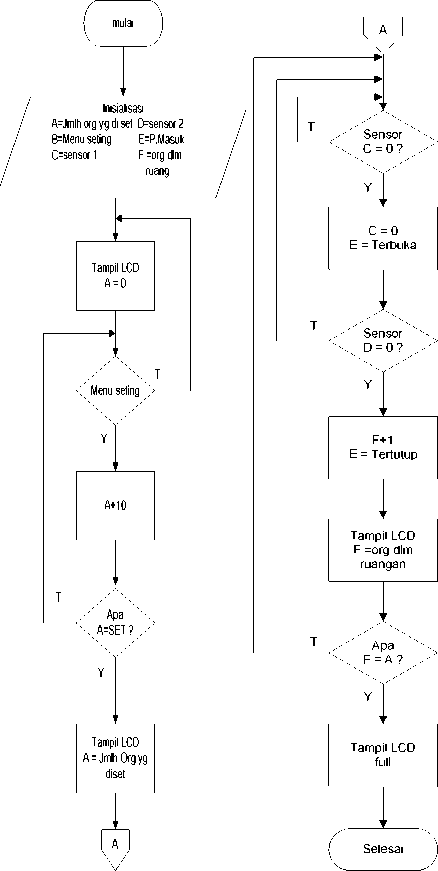 mulai
Inisialisasi
A=Jmlh org yg di set D=sensor 2
B=Menu seting E=P.Masuk
C=sensor 1 F =org dlm
ruang
Tampil LCD
A = 0
Menu seting
T
Y
A+10
T
Apa
A=SET ?
Y
Tampil LCD
A = Jmlh Org yg
diset
A
A
T
Sensor
C = 0 ?
Y
C = 0
E = Terbuka
T
Sensor
D = 0 ?
Y
F+1
E = Tertutup
Tampil LCD
F =org dlm
ruangan
T
Apa
F = A ?
Y
Tampil LCD
full
Selesai